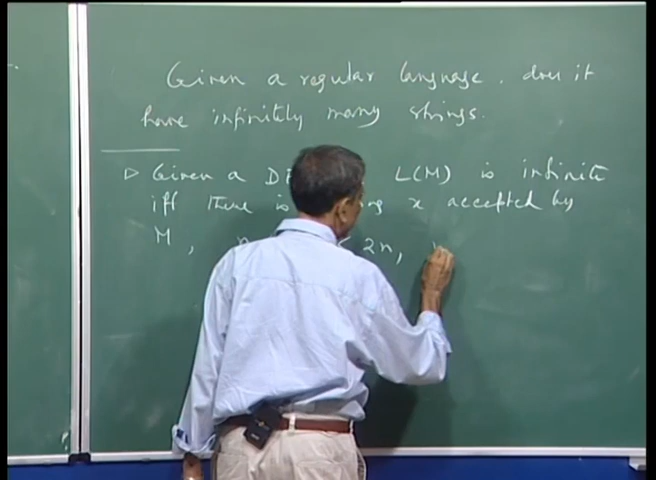 Given a regular language, does it
have infinitely many strings.
▷ Given a D L(M) is infinite
iff there is x accepted by
M, 2n,